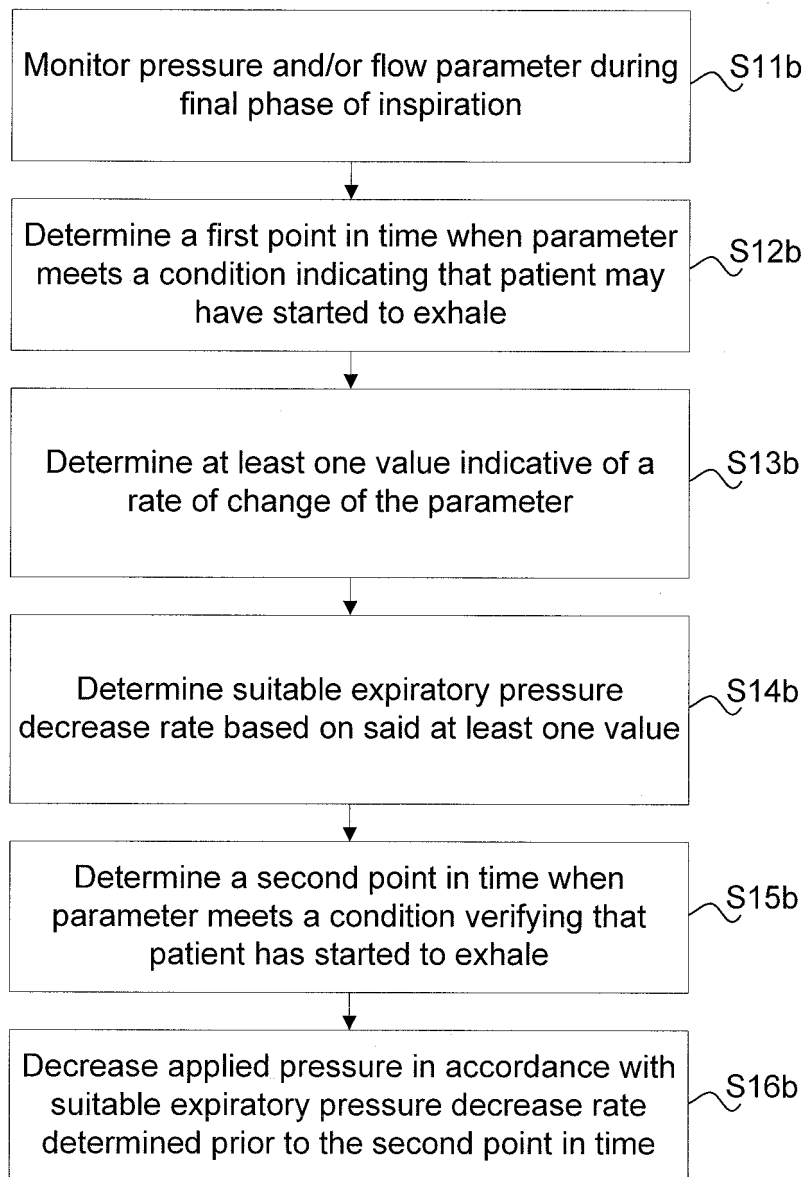 Monitor pressure and/or flow parameter during
final phase of inspiration
S11b
Determine a first point in time when parameter
meets a condition indicating that patient may
have started to exhale
S12b
Determine at least one value indicative of a
rate of change of the parameter
S13b
Determine suitable expiratory pressure
decrease rate based on said at least one value
S14b
Determine a second point in time when
parameter meets a condition verifying that
patient has started to exhale
S15b
Decrease applied pressure in accordance with
suitable expiratory pressure decrease rate
determined prior to the second point in time
S16b